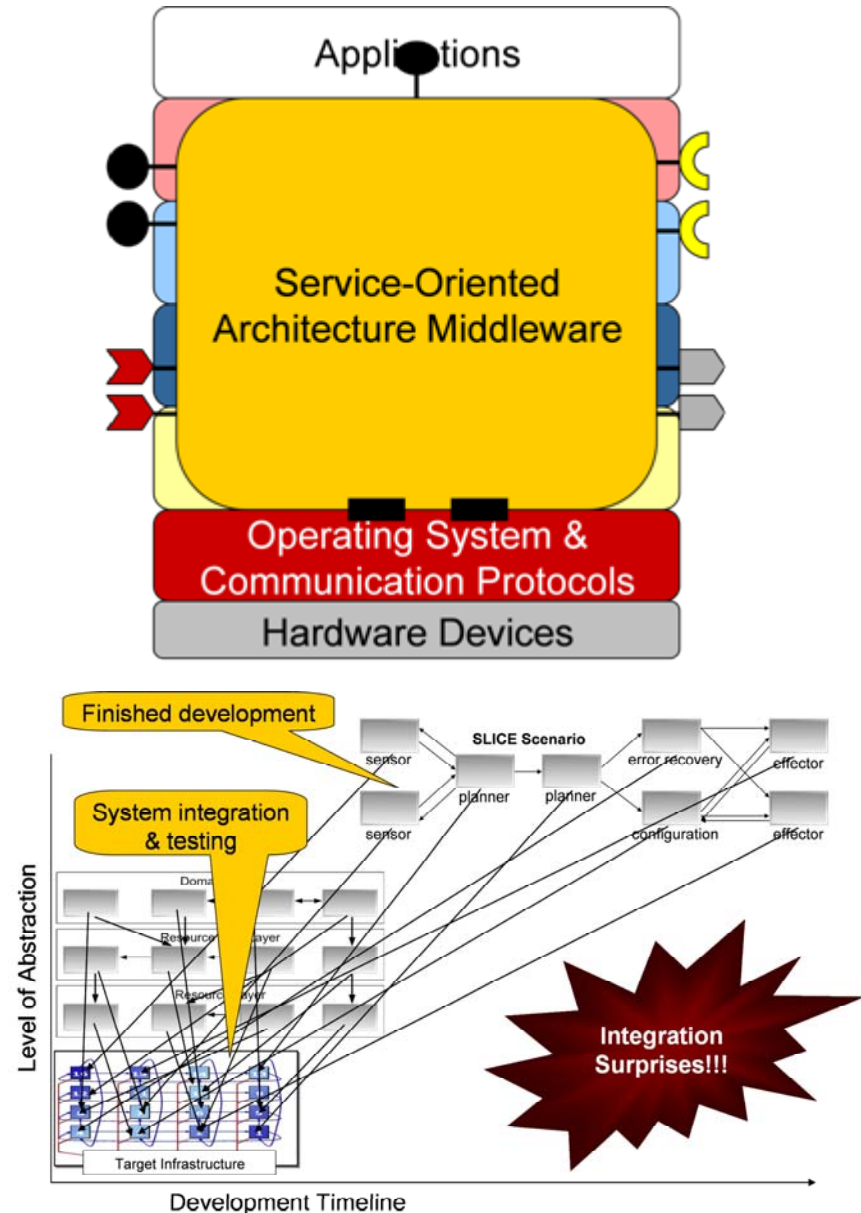 Applications
Service-Oriented
Architecture Middleware
Operating System &
Communication Protocols
Hardware Devices
Finished development
SLICE Scenario
sensor
error recovery
effector
planner
planner
System integration
& testing
sensor
configuration
effector
Level of Abstraction
Integration
Surprises!!!
Target Infrastructure
Development Timeline